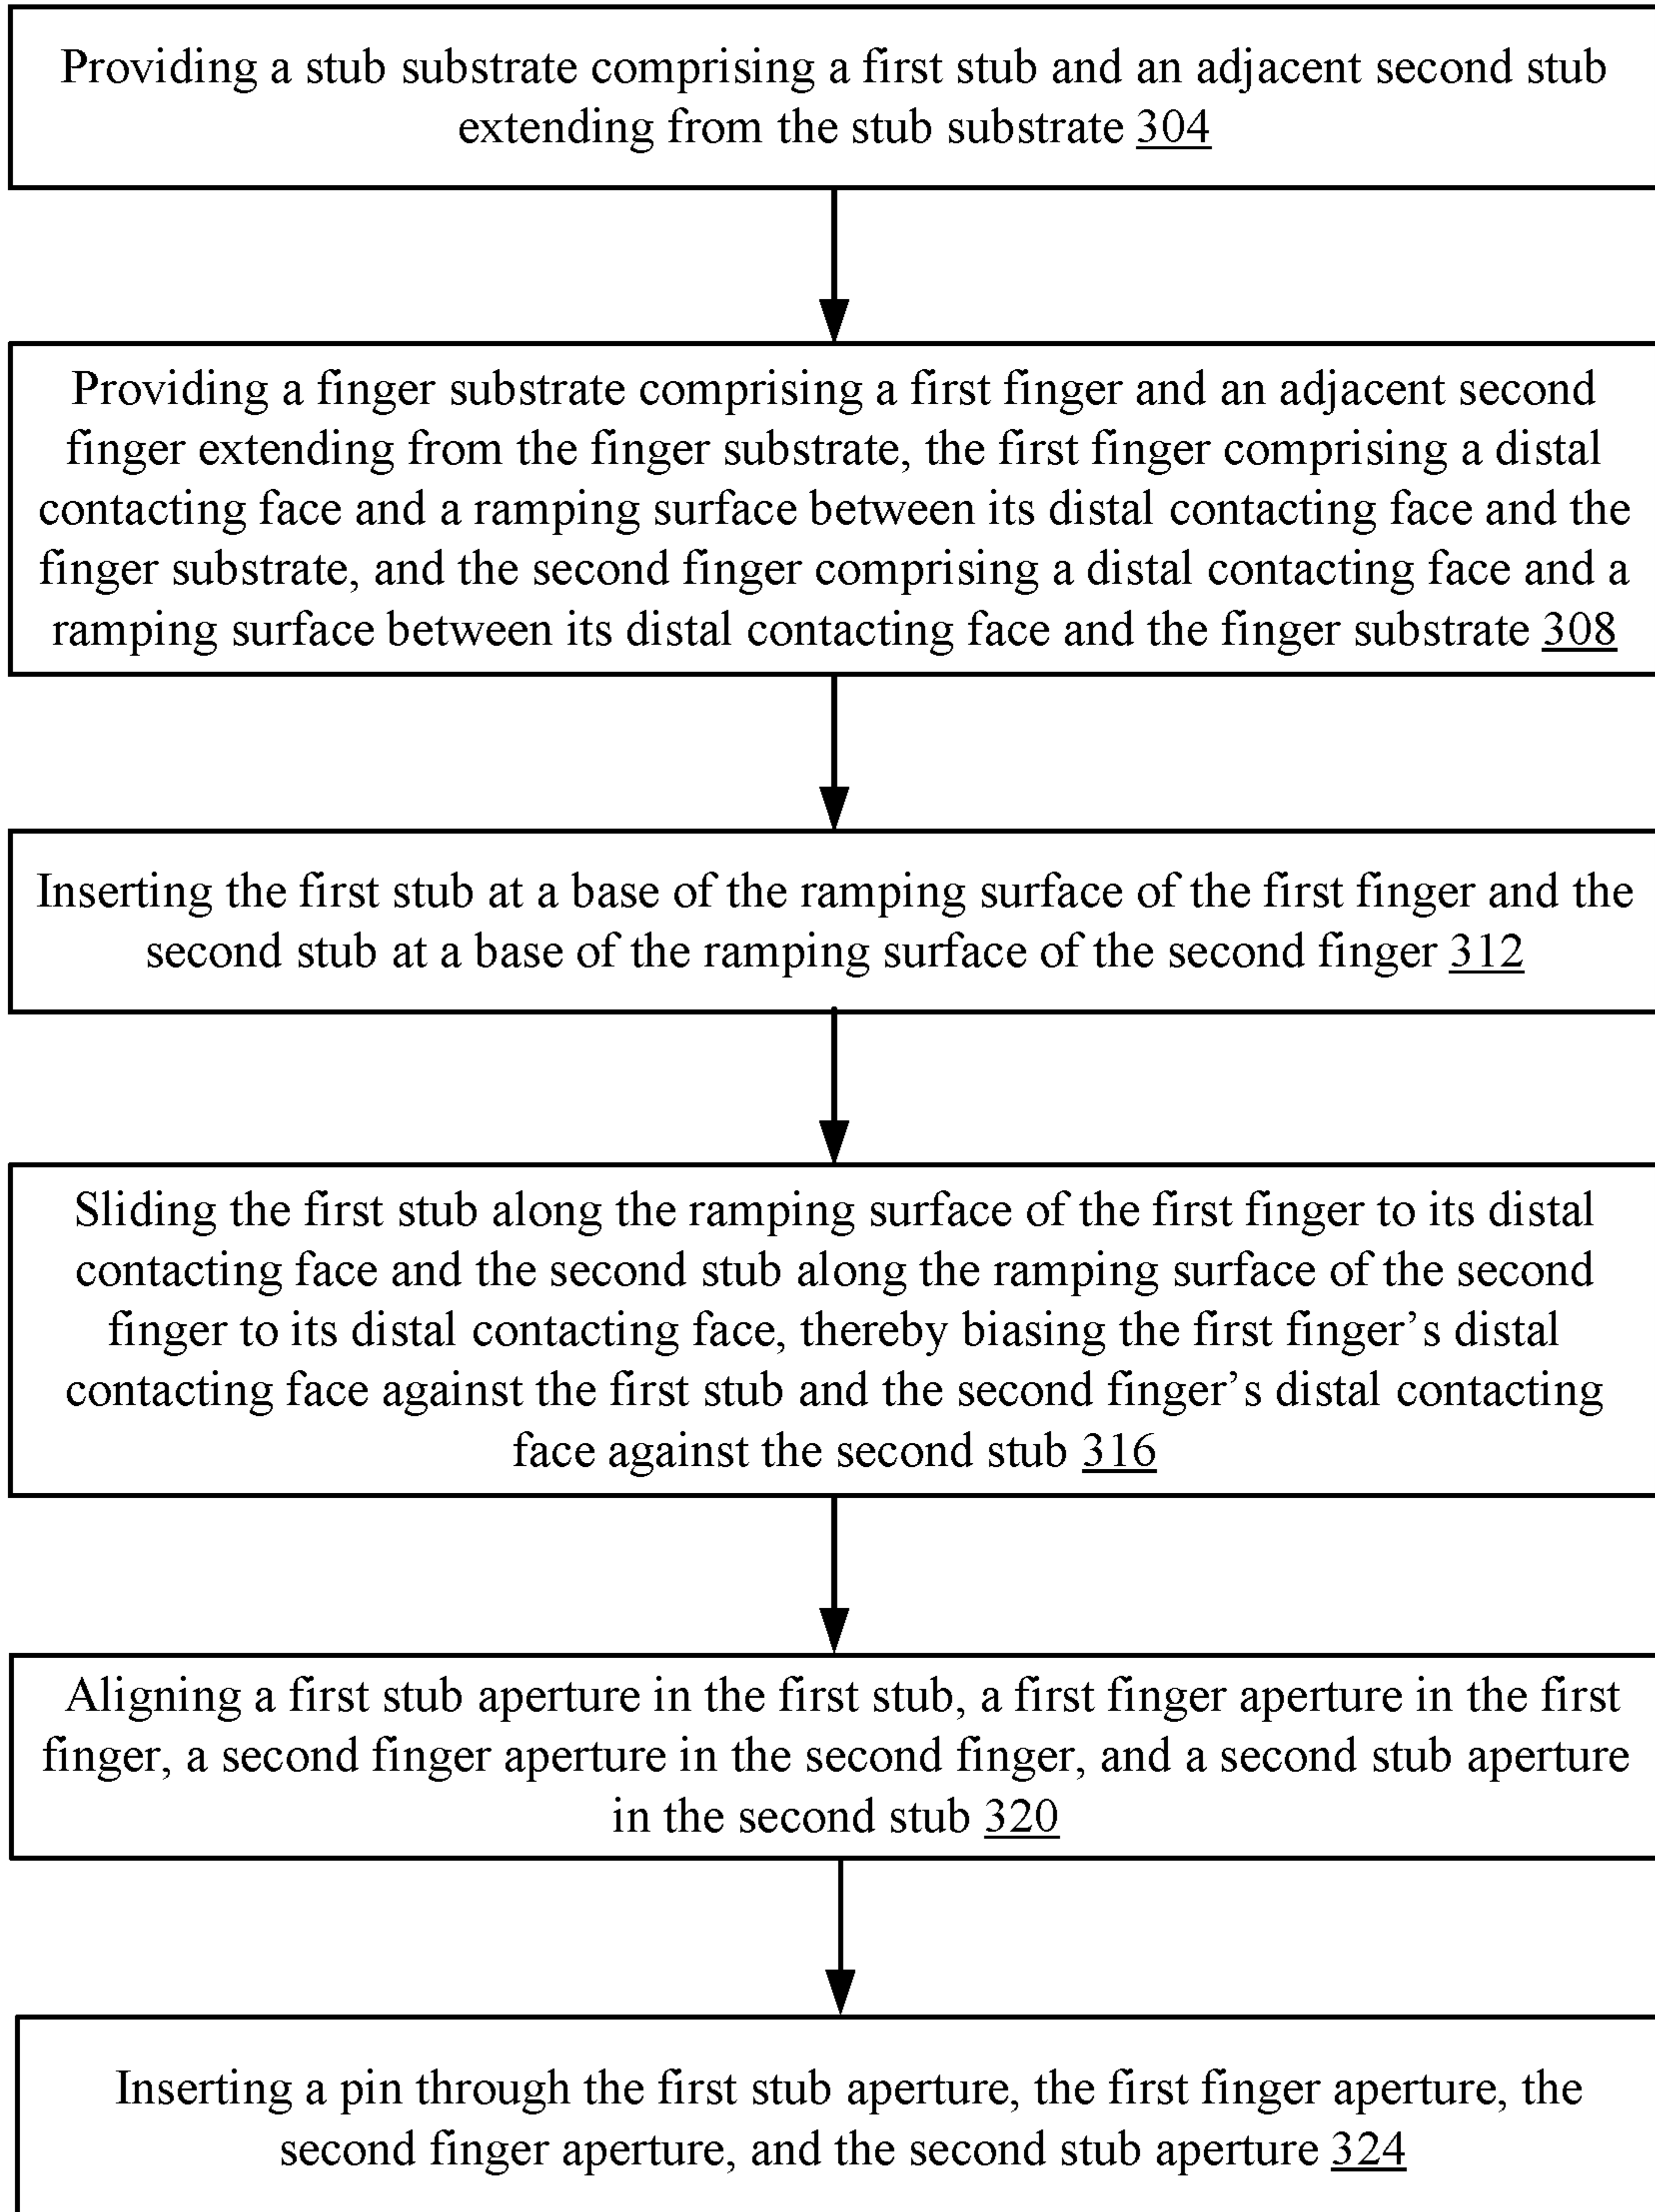 Providing a stub substrate comprising a first stub and an adjacent second stub
extending from the stub substrate 304
Providing a finger substrate comprising a first finger and an adjacent second
finger extending from the finger substrate, the first finger comprising a distal
contacting face and a ramping surface between its distal contacting face and the
finger substrate, and the second finger comprising a distal contacting face and a
ramping surface between its distal contacting face and the finger substrate 308
Inserting the first stub at a base of the ramping surface of the first finger and the
second stub at a base of the ramping surface of the second finger 312
Sliding the first stub along the ramping surface of the first finger to its distal
contacting face and the second stub along the ramping surface of the second
finger to its distal contacting face, thereby biasing the first finger’s distal
contacting face against the first stub and the second finger’s distal contacting
face against the second stub 316
Aligning a first stub aperture in the first stub, a first finger aperture in the first
finger, a second finger aperture in the second finger, and a second stub aperture
in the second stub 320
Inserting a pin through the first stub aperture, the first finger aperture, the
second finger aperture, and the second stub aperture 324